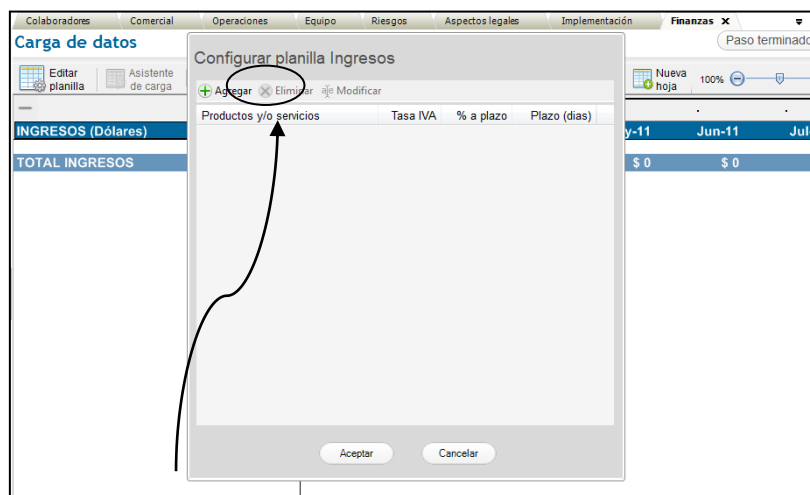 Colaboradores Comercial Operaciones Equipo Riesgos Aspectos legales Implementación Finanzas X
Carga de datos
Paso terminado
Editar planilla
Asistente de carga
Nueva hoja
100%
Configurar planilla Ingresos
Agregar Eliminar Modificar
Productos y/o servicios Tasa IVA % a plazo Plazo (dias)
INGRESOS (Dólares) y-11 Jun-11 Jul
TOTAL INGRESOS $ 0 $ 0
Aceptar Cancelar